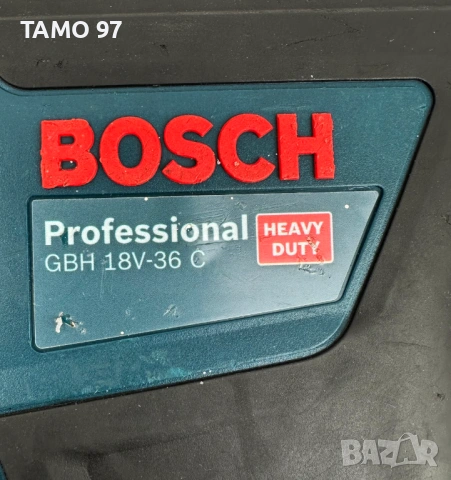 TAMO 97
BOSCH
Professional
HEAVY
DUTY
GBH 18V-36 C
BAZAR